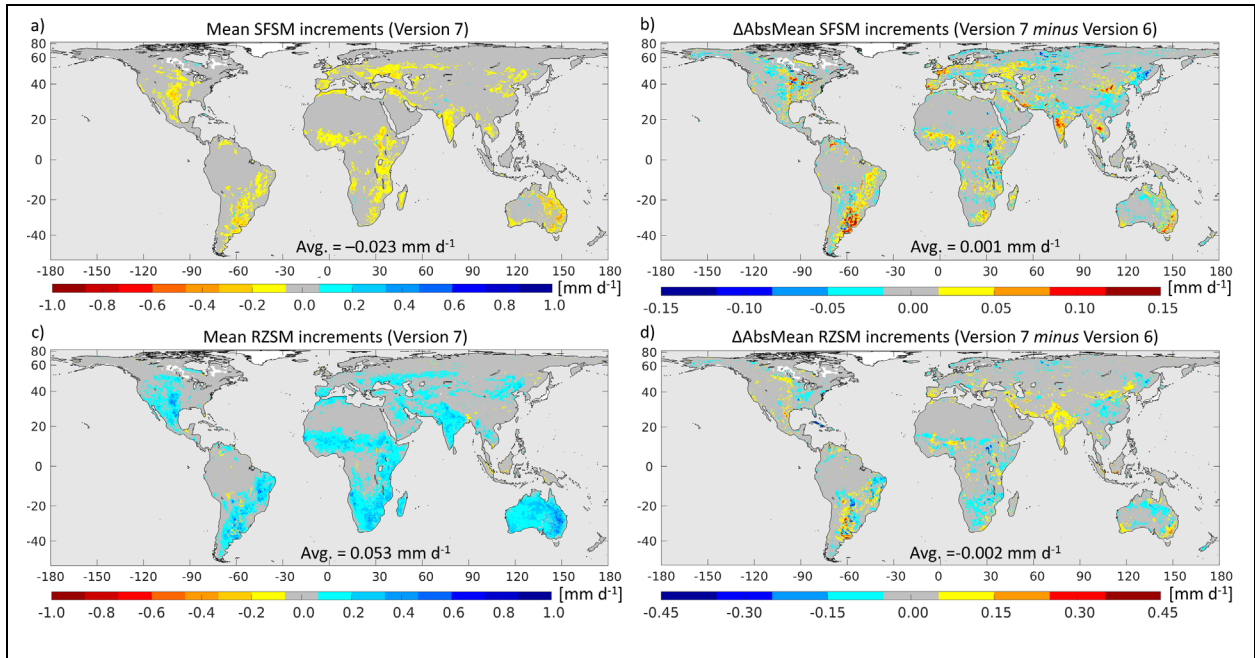 a)
Mean SFSM increments (Version 7)
80
60
40
20
0
-20
-40
Avg. = –0.023 mm d-1
-180 -150 -120 -90 -60 -30 0 30 60 90 120 150 180
[mm d-1]
-1.0 -0.8 -0.6 -0.4 -0.2 0.0 0.2 0.4 0.6 0.8 1.0
b)
ΔAbsMean SFSM increments (Version 7 minus Version 6)
80
60
40
20
0
-20
-40
Avg. = 0.001 mm d-1
-180 -150 -120 -90 -60 -30 0 30 60 90 120 150 180
[mm d-1]
-0.15 -0.10 -0.05 0.00 0.05 0.10 0.15
c)
Mean RZSM increments (Version 7)
80
60
40
20
0
-20
-40
Avg. = 0.053 mm d-1
-180 -150 -120 -90 -60 -30 0 30 60 90 120 150 180
[mm d-1]
-1.0 -0.8 -0.6 -0.4 -0.2 0.0 0.2 0.4 0.6 0.8 1.0
d)
ΔAbsMean RZSM increments (Version 7 minus Version 6)
80
60
40
20
0
-20
-40
Avg. =-0.002 mm d-1
-180 -150 -120 -90 -60 -30 0 30 60 90 120 150 180
[mm d-1]
-0.45 -0.30 -0.15 0.00 0.15 0.30 0.45